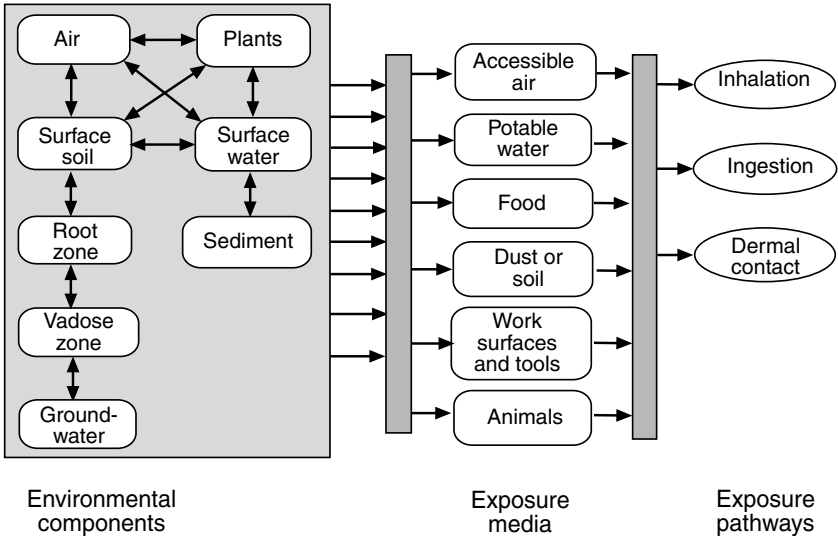 Air
Plants
Surface
soil
Surface
water
Root
zone
Sediment
Vadose
zone
Ground-
water
Accessible
air
Potable
water
Food
Dust or
soil
Work
surfaces
and tools
Animals
Inhalation
Ingestion
Dermal
contact
Environmental
components
Exposure
media
Exposure
pathways